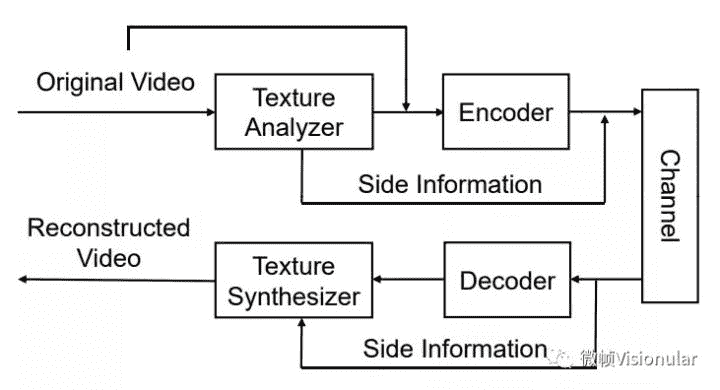 Original Video
Texture
Analyzer
Encoder
Side Information
Channel
Reconstructed
Video
Texture
Synthesizer
Decoder
Side Information
微帧Visionular